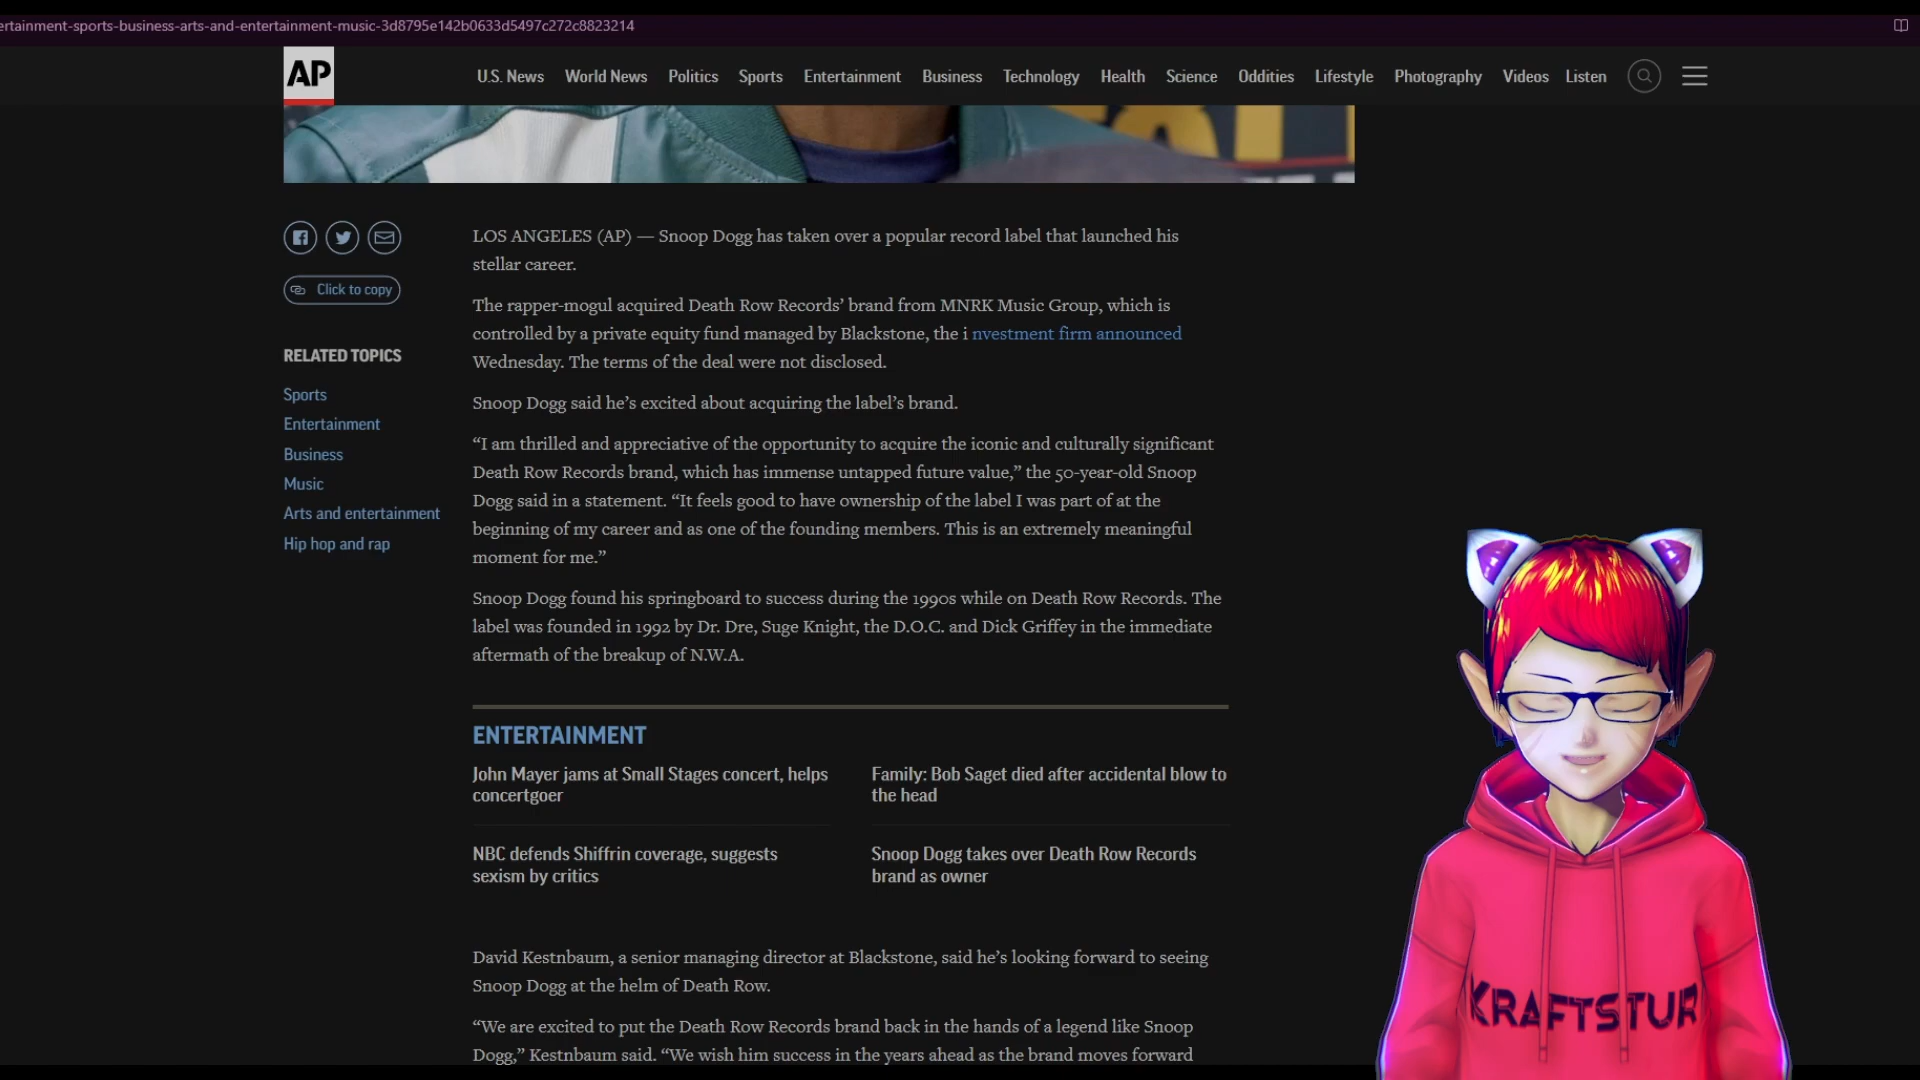 ertainment-sports-business-arts-and-entertainment-music-3d8795e142b0633d5497c272c8823214
AP
U.S. News World News Politics Sports Entertainment Business Technology Health Science Oddities Lifestyle Photography Videos Listen
Click to copy
RELATED TOPICS
Sports
Entertainment
Business
Music
Arts and entertainment
Hip hop and rap
LOS ANGELES (AP) — Snoop Dogg has taken over a popular record label that launched his
stellar career.
The rapper-mogul acquired Death Row Records’ brand from MNRK Music Group, which is
controlled by a private equity fund managed by Blackstone, the i nvestment firm announced
Wednesday. The terms of the deal were not disclosed.
Snoop Dogg said he’s excited about acquiring the label’s brand.
“I am thrilled and appreciative of the opportunity to acquire the iconic and culturally significant
Death Row Records brand, which has immense untapped future value,” the 50-year-old Snoop
Dogg said in a statement. “It feels good to have ownership of the label I was part of at the
beginning of my career and as one of the founding members. This is an extremely meaningful
moment for me.”
Snoop Dogg found his springboard to success during the 1990s while on Death Row Records. The
label was founded in 1992 by Dr. Dre, Suge Knight, the D.O.C. and Dick Griffey in the immediate
aftermath of the breakup of N.W.A.
ENTERTAINMENT
John Mayer jams at Small Stages concert, helps
concertgoer
Family: Bob Saget died after accidental blow to
the head
NBC defends Shiffrin coverage, suggests
sexism by critics
Snoop Dogg takes over Death Row Records
brand as owner
David Kestnbaum, a senior managing director at Blackstone, said he’s looking forward to seeing
Snoop Dogg at the helm of Death Row.
“We are excited to put the Death Row Records brand back in the hands of a legend like Snoop
Dogg,” Kestnbaum said. “We wish him success in the years ahead as the brand moves forward
KRAFTSTUR